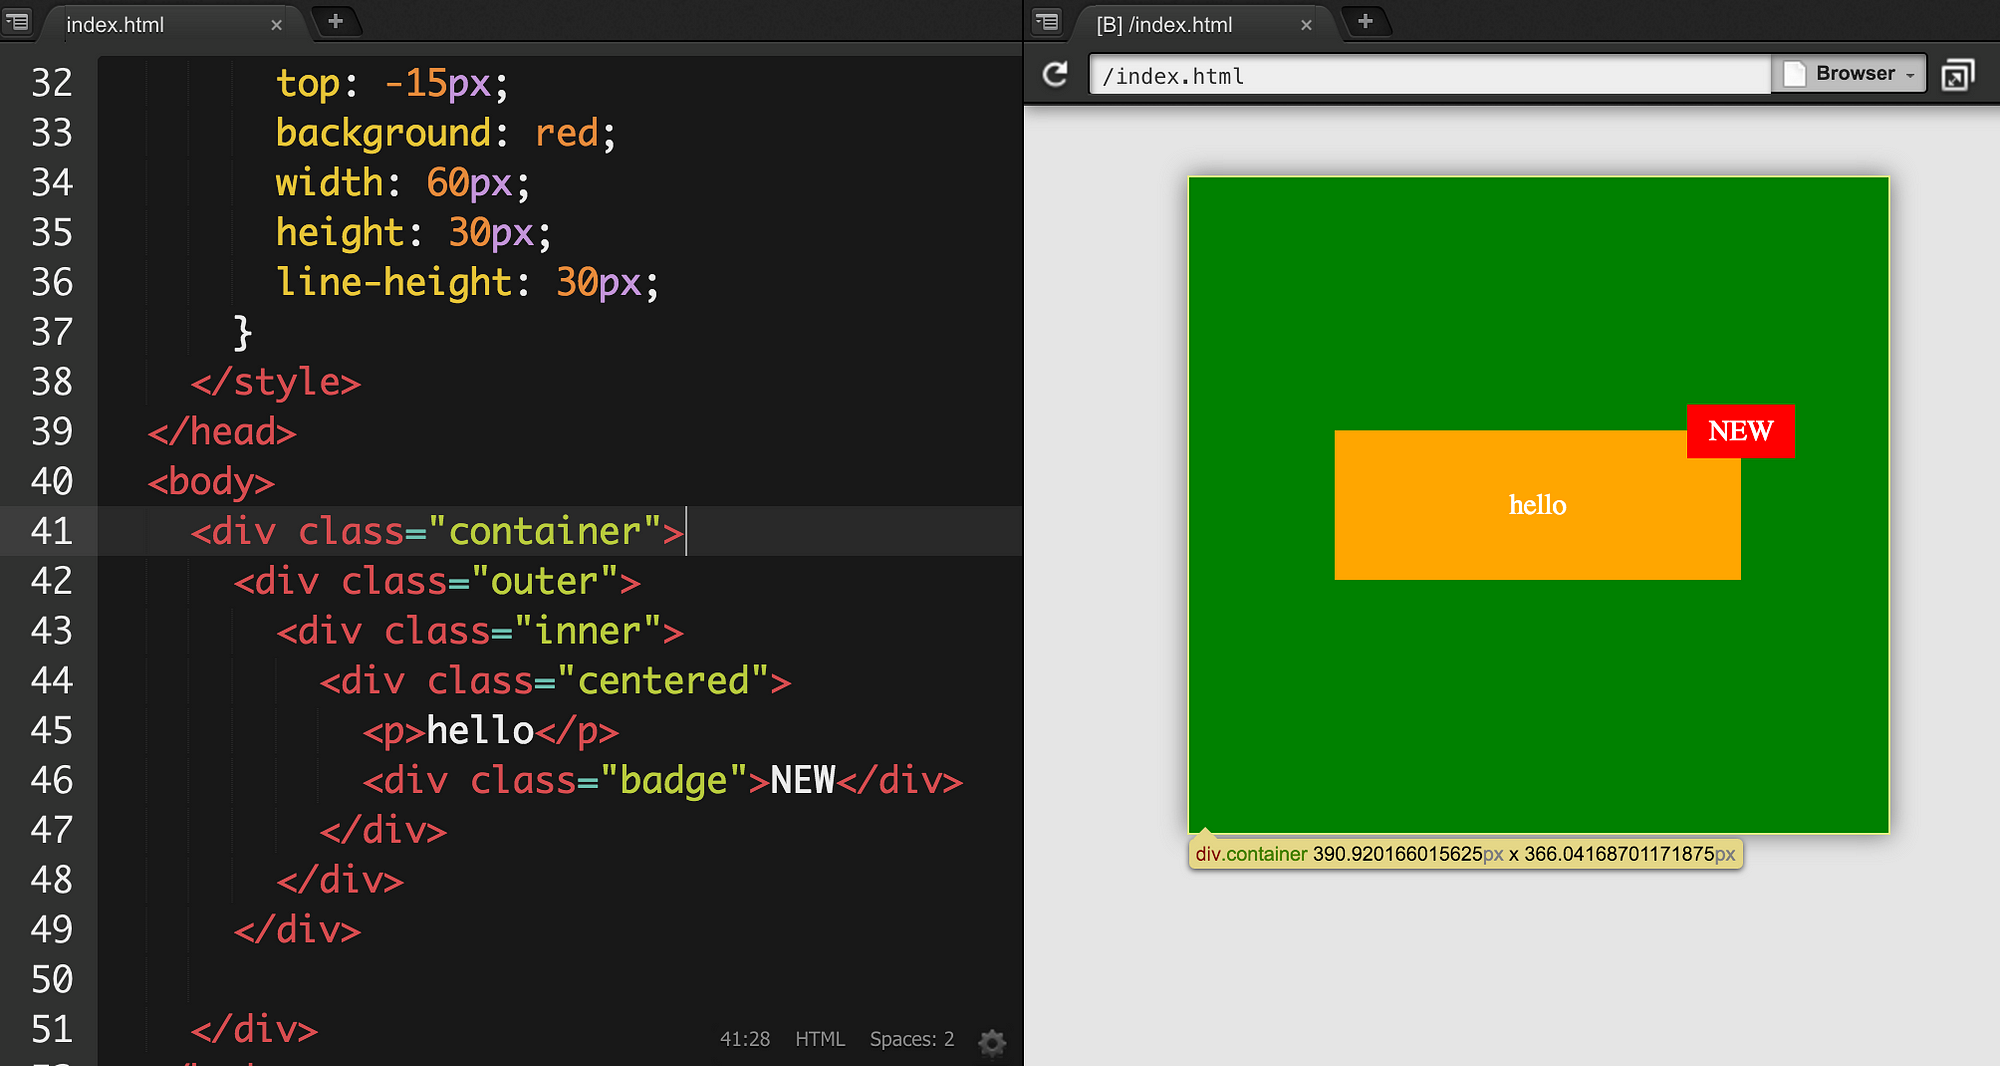 index.html × +
32 top: -15px;
33 background: red;
34 width: 60px;
35 height: 30px;
36 line-height: 30px;
37 }
38 </style>
39 </head>
40 <body>
41 <div class="container">
42 <div class="outer">
43 <div class="inner">
44 <div class="centered">
45 <p>hello</p>
46 <div class="badge">NEW</div>
47 </div>
48 </div>
49 </div>
50
51 </div>
41:28 HTML Spaces: 2
[B] /index.html × +
/index.html Browser
NEW
hello
div.container 390.920166015625px x 366.04168701171875px